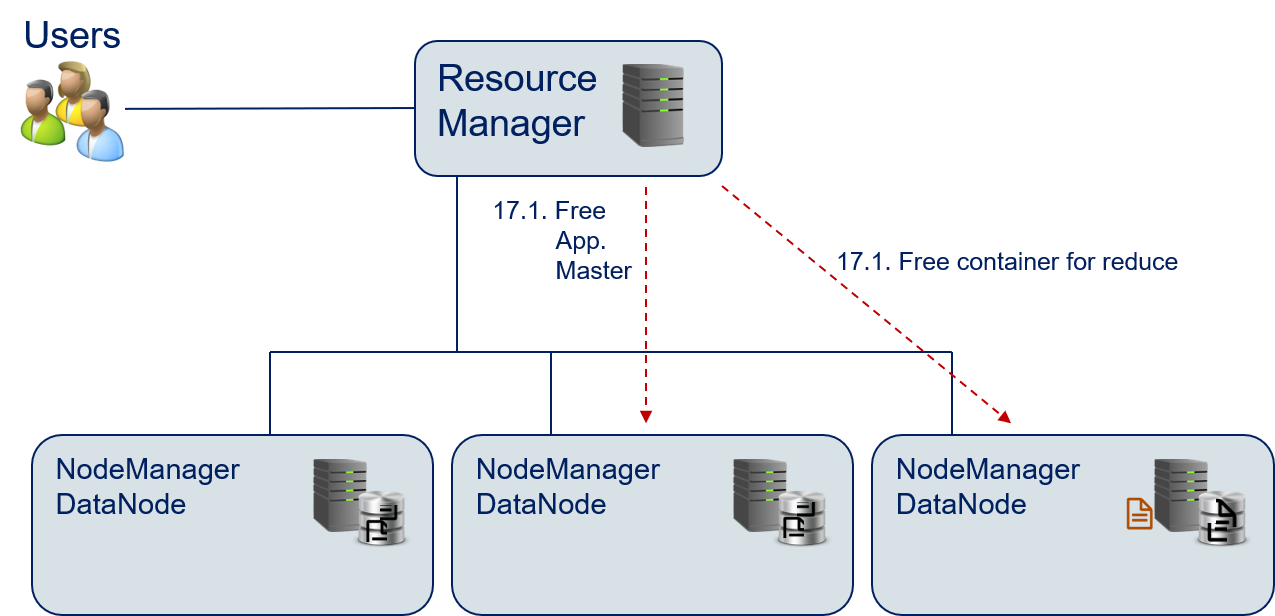 Users
Resource
Manager
17.1. Free
App.
Master
17.1. Free container for reduce
NodeManager
DataNode
NodeManager
DataNode
NodeManager
DataNode